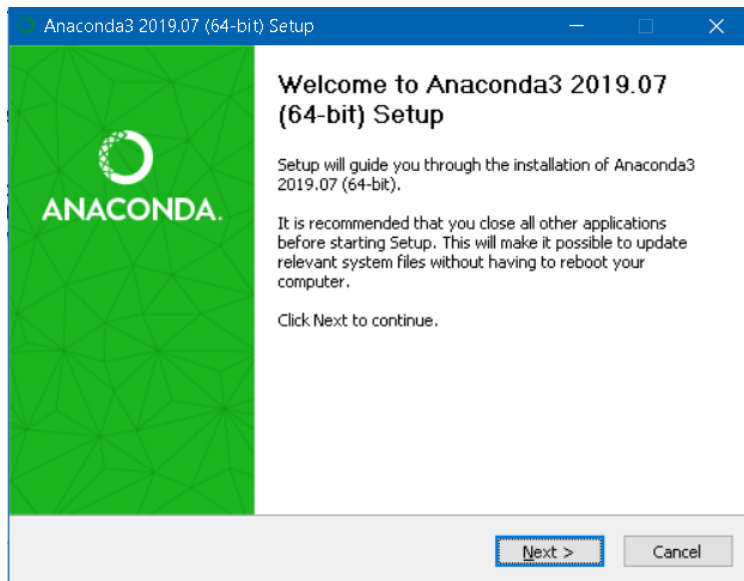 Anaconda3 2019.07 (64-bit) Setup
Welcome to Anaconda3 2019.07
(64-bit) Setup
ANACONDA.
Setup will guide you through the installation of Anaconda3
2019.07 (64-bit).
It is recommended that you close all other applications
before starting Setup. This will make it possible to update
relevant system files without having to reboot your
computer.
Click Next to continue.
Next >
Cancel